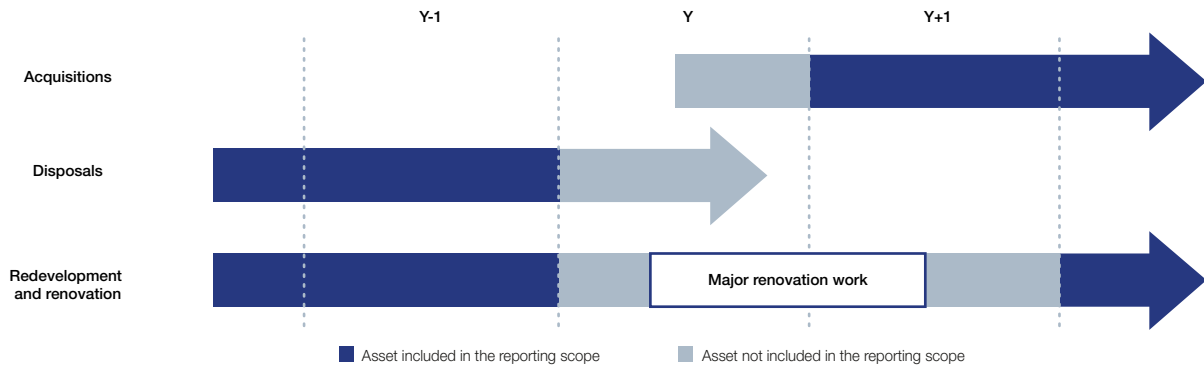 Y-1
Y
Y+1
Acquisitions
Disposals
Redevelopment
and renovation
Major renovation work
Asset included in the reporting scope
Asset not included in the reporting scope